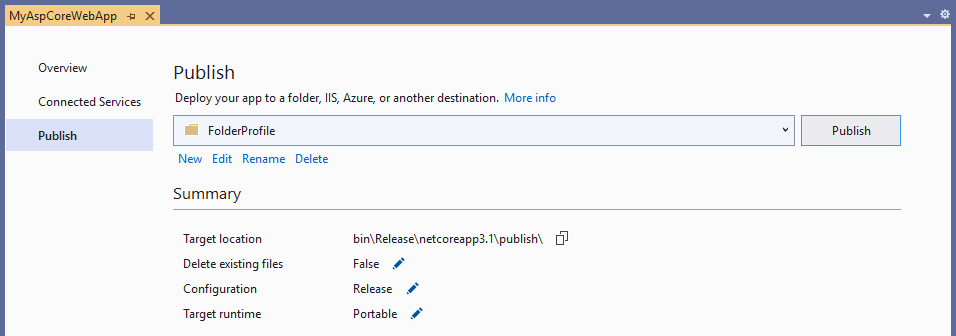 MyAspCoreWebApp
Overview
Connected Services
Publish
Publish
Deploy your app to a folder, IIS, Azure, or another destination. More info
FolderProfile
Publish
New Edit Rename Delete
Summary
Target location bin\Release\netcoreapp3.1\publish\
Delete existing files False
Configuration Release
Target runtime Portable